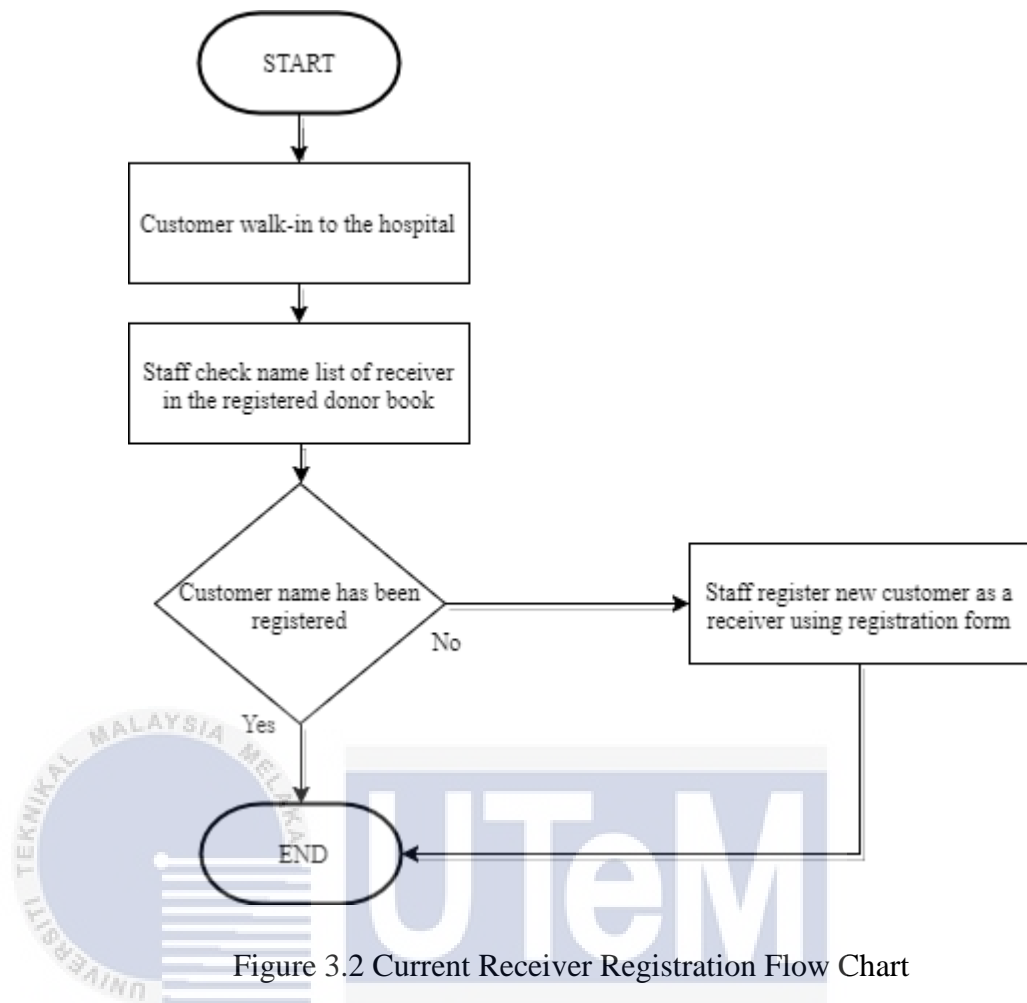 START
Customer walk-in to the hospital
Staff check name list of receiver
in the registered donor book
Customer name has been
registered
No
Staff register new customer as a
receiver using registration form
Yes
END
UNIVERSITI TEKNIKAL MALAYSIA MELAKA
UTeM
Figure 3.2 Current Receiver Registration Flow Chart